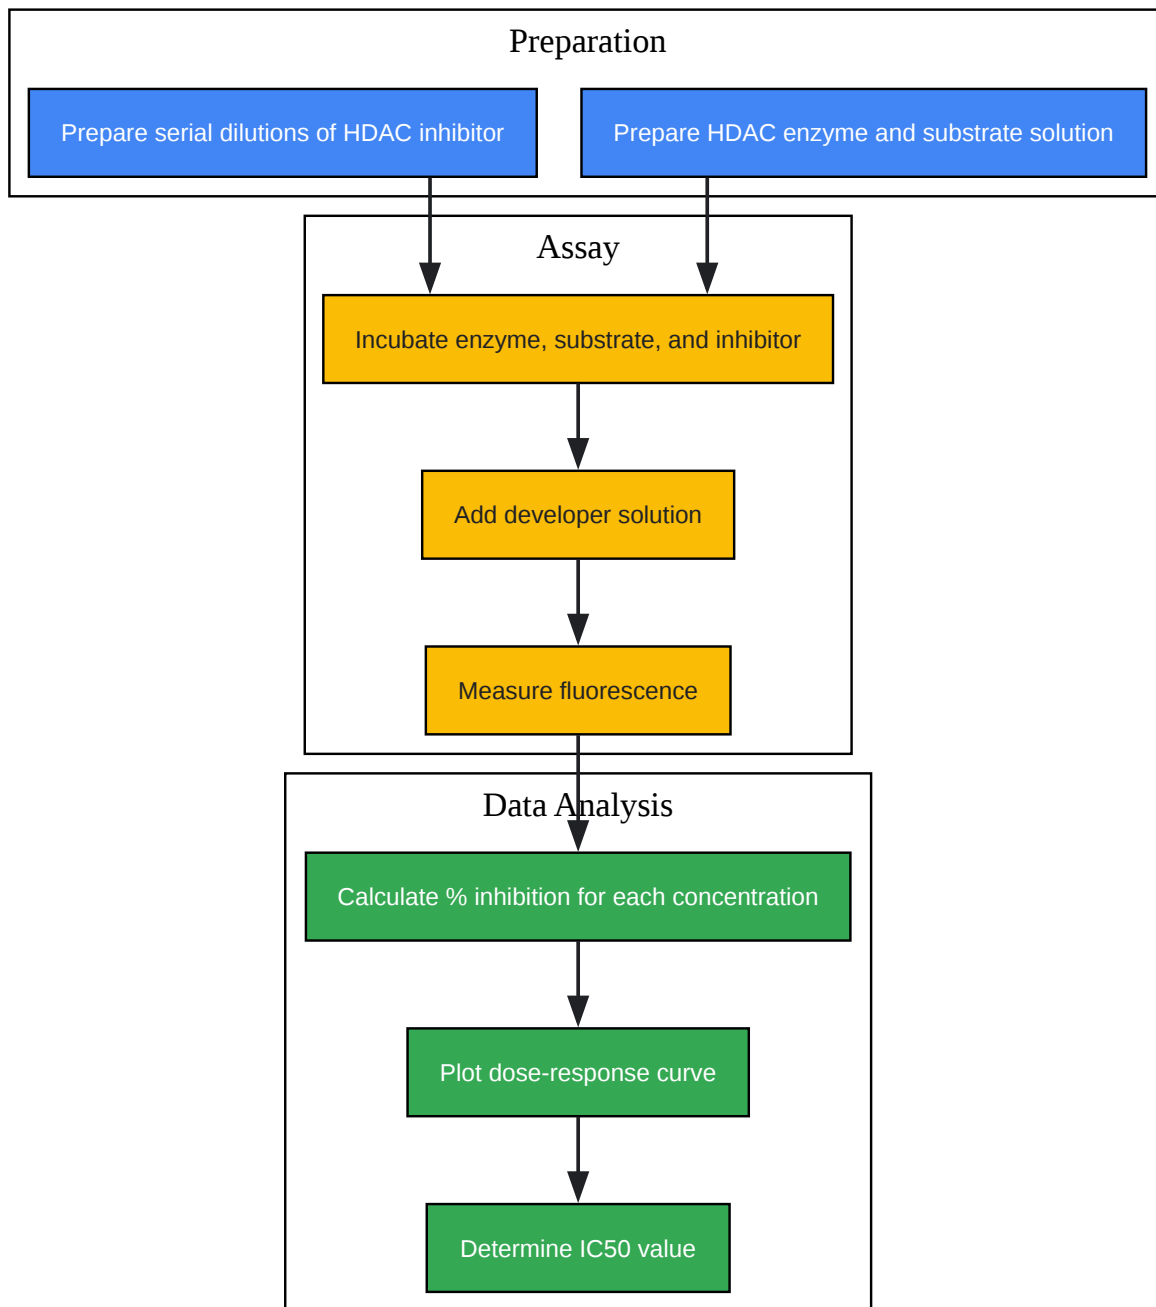 Preparation
Prepare serial dilutions of HDAC inhibitor
Prepare HDAC enzyme and substrate solution
Assay
Incubate enzyme, substrate, and inhibitor
Add developer solution
Measure fluorescence
Data Analysis
Calculate % inhibition for each concentration
Plot dose-response curve
Determine IC50 value